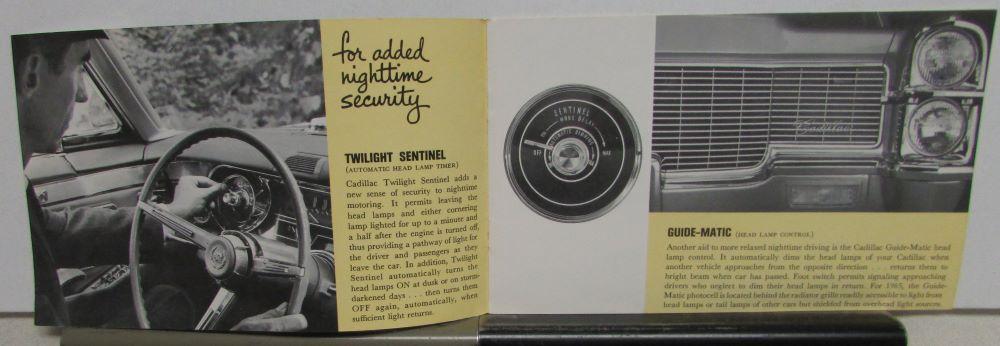 for added
nighttime
security
TWILIGHT SENTINEL
(AUTOMATIC HEAD LAMP TIMER)
Cadillac Twilight Sentinel adds a
new sense of security to nighttime
motoring. It permits leaving the
head lamps and either cornering
lamp lighted for up to a minute and
a half after the engine is turned off,
thus providing a pathway of light for
the driver and passengers as they
leave the car. In addition, Twilight
Sentinel automatically turns the
head lamps ON at dusk or on storm-
darkened days . . . then turns them
OFF again, automatically, when
sufficient light returns.
SENTINEL
MORE DELAY
AUTOMATIC DIMMING
OFF
MAX
Cadillac
GUIDE-MATIC (HEAD LAMP CONTROL)
Another aid to more relaxed nighttime driving is the Cadillac Guide-Matic head
lamp control. It automatically dims the head lamps of your Cadillac when
another vehicle approaches from the opposite direction . . . returns them to
bright beam when car has passed. Foot switch permits signaling approaching
drivers who neglect to dim their head lamps in return. For 1965, the Guide-
Matic photocell is located behind the radiator grille readily accessible to light from
head lamps or tail lamps of other cars but shielded from overhead light sources.